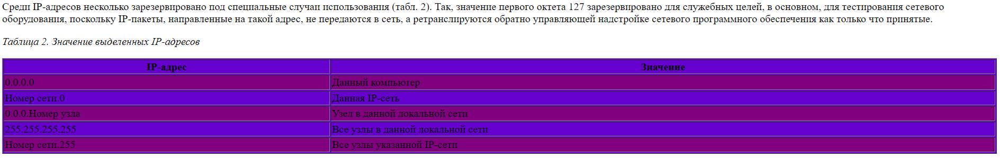 Среди IP-адресов несколько зарезервировано под специальные случаи использования (табл. 2). Так, значение первого октета 127 зарезервировано для служебных целей, в основном, для тестирования сетевого
оборудования, поскольку IP-пакеты, направленные на такой адрес, не передаются в сеть, а ретранслируются обратно управляющей надстройке сетевого программного обеспечения как только что принятые.
Таблица 2. Значение выделенных IP-адресов
IP-адрес Значение
0.0.0.0 Данный компьютер
Номер сети.0 Данная IP-сеть
0.0.0.Номер узла Узел в данной локальной сети
255.255.255.255 Все узлы в данной локальной сети
Номер сети.255 Все узлы указанной IP-сети